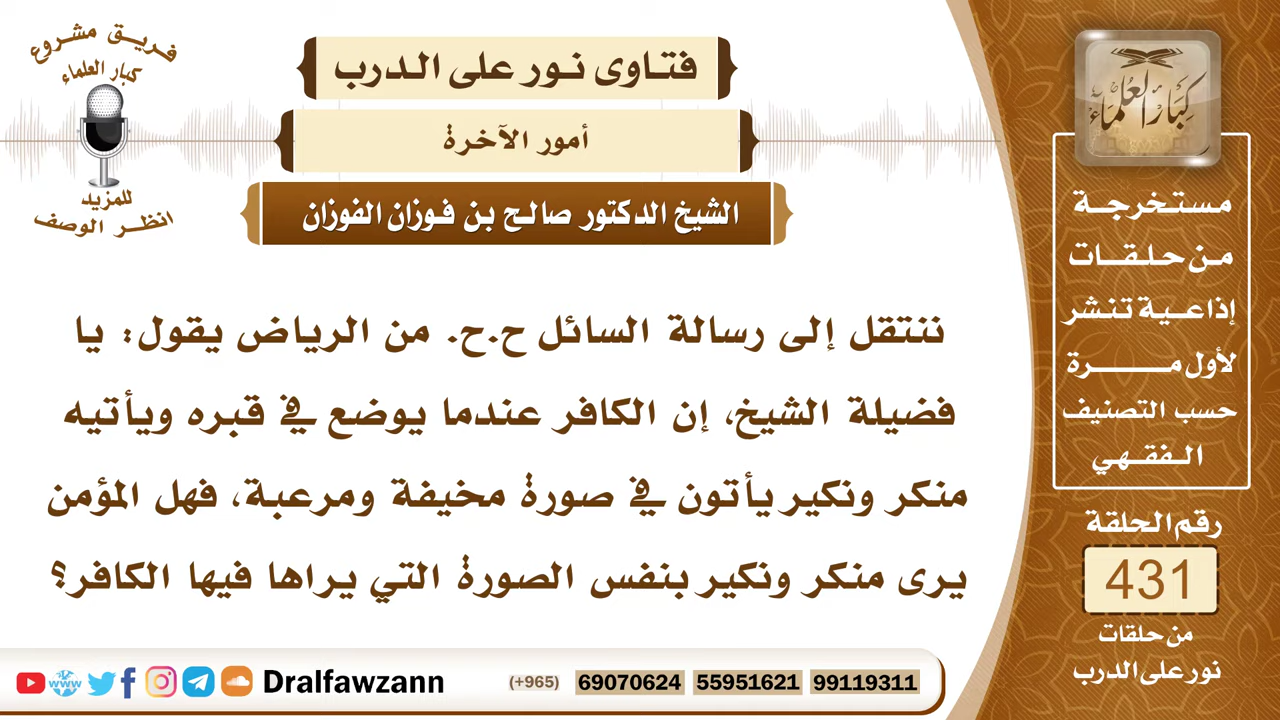 فريق مشروع
كبار العلماء
للمزيد
انظر الوصف
فتاوى نور على الدرب
أمور الآخرة
الشيخ الدكتور صالح بن فوزان الفوزان
كبار العلماء
مستخرجة
من حلقات
إذاعية تنشر
لأول مرة
حسب التصنيف
الفقهي
رقم الحلقة
431
من حلقات
نور على الدرب
ننتقل إلى رسالة السائل ح.ح. من الرياض يقول: يا
فضيلة الشيخ، إن الكافر عندما يوضع في قبره ويأتيه
منكر ونكير يأتون في صورة مخيفة ومرعبة، فهل المؤمن
يرى منكر ونكير بنفس الصورة التي يراها فيها الكافر؟
www Dralfawzann (+965) 69070624 55951621 99119311